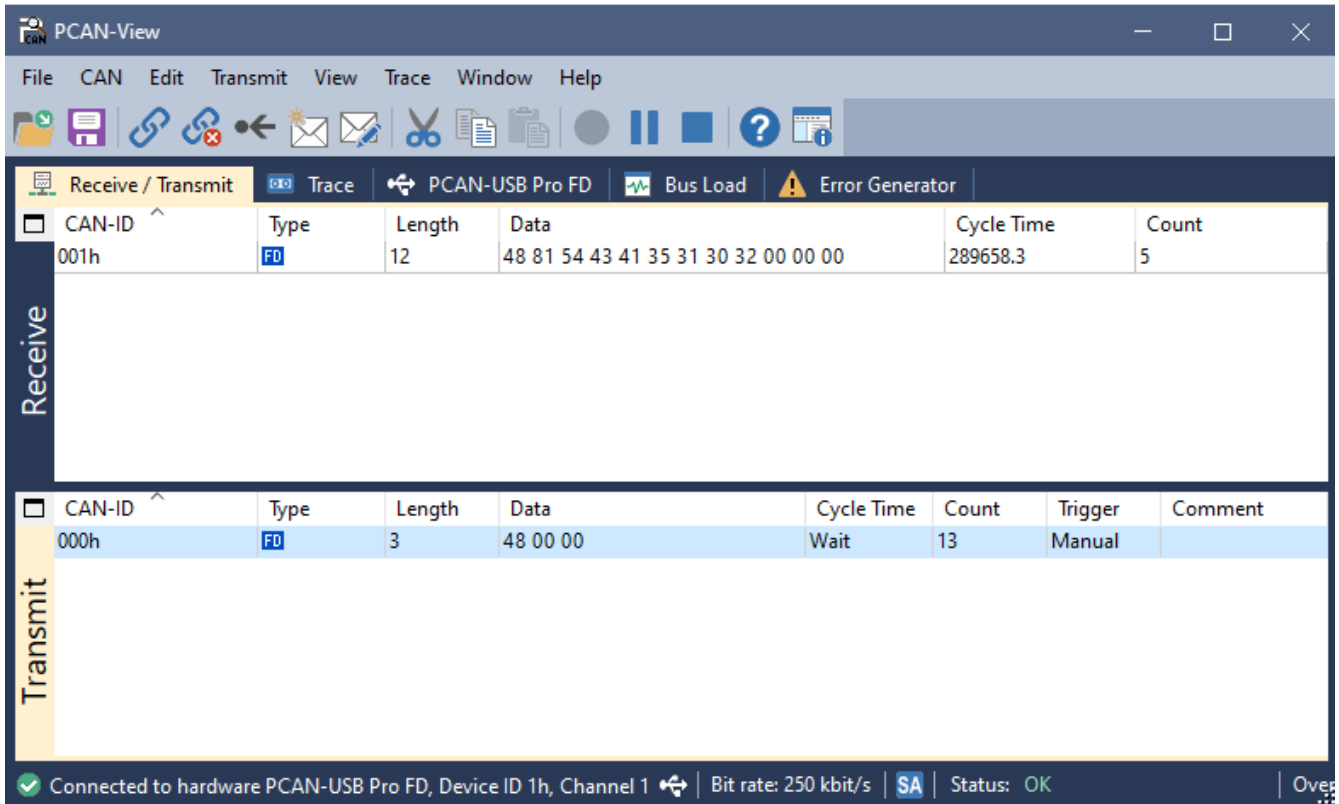 PCAN-View
File CAN Edit Transmit View Trace Window Help
Receive / Transmit Trace PCAN-USB Pro FD Bus Load Error Generator
CAN-ID Type Length Data Cycle Time Count
001h FD 12 48 81 54 43 41 35 31 30 32 00 00 00 289658.3 5
Receive
CAN-ID Type Length Data Cycle Time Count Trigger Comment
000h FD 3 48 00 00 Wait 13 Manual
Transmit
Connected to hardware PCAN-USB Pro FD, Device ID 1h, Channel 1 Bit rate: 250 kbit/s SA Status: OK